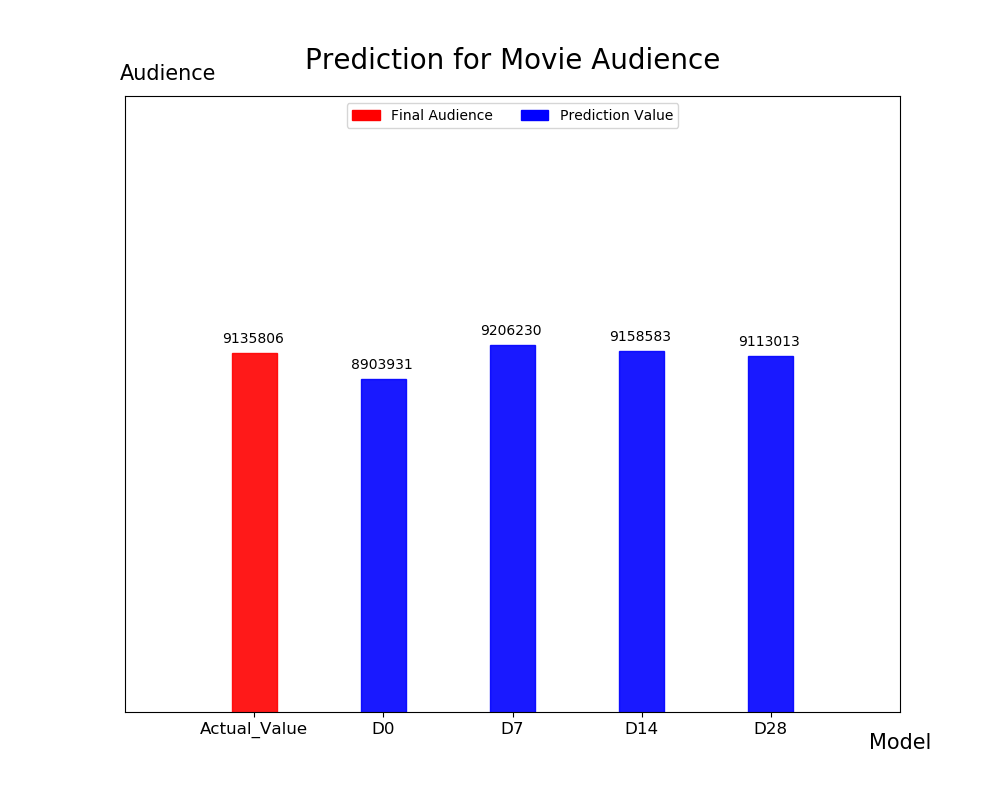 Prediction for Movie Audience
Audience
Final Audience
Prediction Value
9135806
8903931
9206230
9158583
9113013
Actual_Value
D0
D7
D14
D28
Model